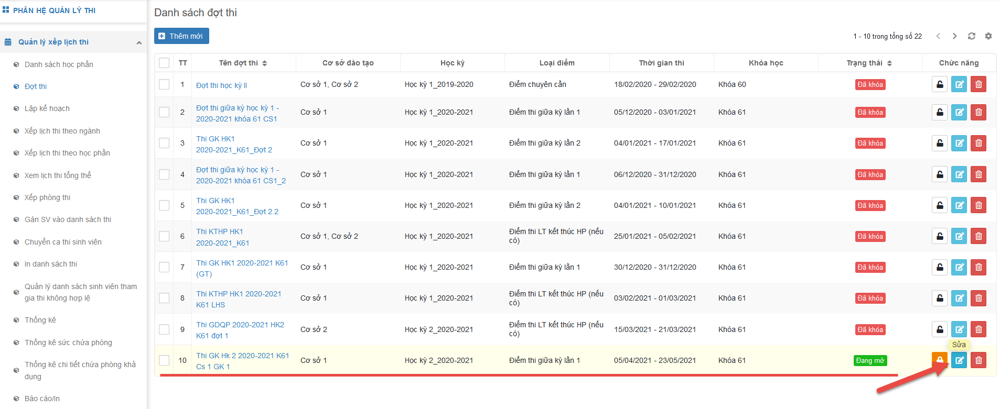 PHÂN HỆ QUẢN LÝ THI
Quản lý xếp lịch thi
Danh sách học phần
Đợt thi
Lập kế hoạch
Xếp lịch thi theo ngành
Xếp lịch thi theo học phần
Xem lịch thi tổng thể
Xếp phòng thi
Gán SV vào danh sách thi
Chuyển ca thi sinh viên
In danh sách thi
Quản lý danh sách sinh viên tham
gia thi không hợp lệ
Thống kê
Thống kê sức chứa phòng
Thống kê chi tiết chứa phòng khả
dụng
Báo cáo/In
Danh sách đợt thi
Thêm mới
1 - 10 trong tổng số 22
TT Tên đợt thi Cơ sở đào tạo Học kỳ Loại điểm Thời gian thi Khóa học Trạng thái Chức năng
1 Đợt thi học kỳ II Cơ sở 1, Cơ sở 2 Học kỳ 1_2019-2020 Điểm chuyên cần 18/02/2020 - 29/02/2020 Khóa 60 Đã khóa
2 Đợt thi giữa kỳ học kỳ 1 -
2020-2021 khóa 61 CS1 Cơ sở 1 Học kỳ 1_2020-2021 Điểm thi giữa kỳ lần 1 05/12/2020 - 03/01/2021 Khóa 61 Đã khóa
3 Thi GK HK1
2020-2021_K61_Đợt 2 Cơ sở 1 Học kỳ 1_2020-2021 Điểm thi giữa kỳ lần 2 04/01/2021 - 17/01/2021 Khóa 61 Đã khóa
4 Đợt thi giữa kỳ học kỳ 1 -
2020-2021 khóa 61 CS1_2 Cơ sở 1 Học kỳ 1_2020-2021 Điểm thi giữa kỳ lần 1 06/12/2020 - 31/12/2020 Khóa 61 Đã khóa
5 Thi GK HK1
2020-2021_K61_Đợt 2.2 Cơ sở 1 Học kỳ 1_2020-2021 Điểm thi giữa kỳ lần 2 04/01/2021 - 10/01/2021 Khóa 61 Đã khóa
6 Thi KTHP HK1
2020-2021_K61 Cơ sở 1, Cơ sở 2 Học kỳ 1_2020-2021 Điểm thi LT kết thúc HP (nếu
có) 25/01/2021 - 05/02/2021 Khóa 61 Đã khóa
7 Thi GK HK1 2020-2021 K61
(GT) Cơ sở 1 Học kỳ 1_2020-2021 Điểm thi giữa kỳ lần 1 30/12/2020 - 31/12/2020 Khóa 61 Đã khóa
8 Thi KTHP HK1 2020-2021
K61 LHS Cơ sở 1 Học kỳ 1_2020-2021 Điểm thi LT kết thúc HP (nếu
có) 03/02/2021 - 01/03/2021 Khóa 61 Đã khóa
9 Thi GDQP 2020-2021 HK2
K61 đợt 1 Cơ sở 2 Học kỳ 2_2020-2021 Điểm thi LT kết thúc HP (nếu
có) 15/03/2021 - 21/03/2021 Khóa 61 Đã khóa
Sửa
10 Thi GK Hk 2 2020-2021 K61
Cs 1 GK 1 Cơ sở 1 Học kỳ 2_2020-2021 Điểm thi giữa kỳ lần 1 05/04/2021 - 23/05/2021 Khóa 61 Đang mở